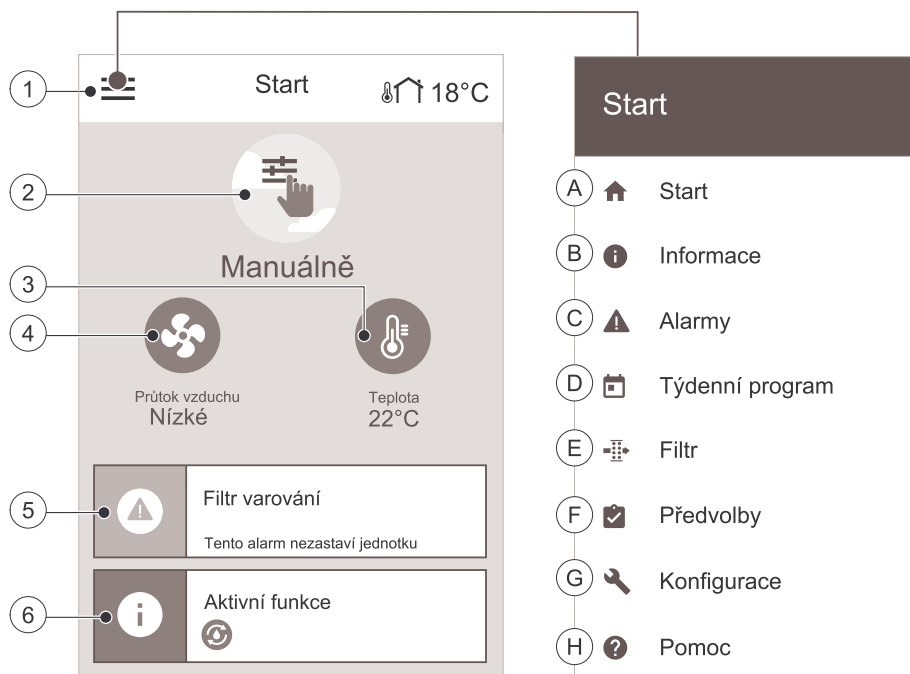 1
Start
18°C
2
Manuálně
3
4
Průtok vzduchu
Nízké
Teplota
22°C
5
Filtr varování
Tento alarm nezastaví jednotku
6
Aktivní funkce
Start
A Start
B Informace
C Alarmy
D Týdenní program
E Filtr
F Předvolby
G Konfigurace
H Pomoc